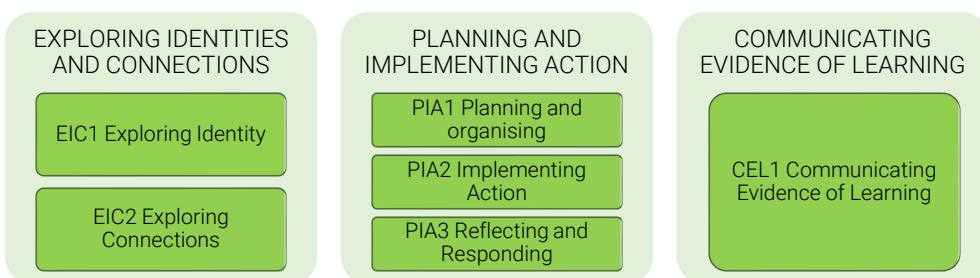 EXPLORING IDENTITIES
AND CONNECTIONS
EIC1 Exploring Identity
EIC2 Exploring
Connections
PLANNING AND
IMPLEMENTING ACTION
PIA1 Planning and
organising
PIA2 Implementing
Action
PIA3 Reflecting and
Responding
COMMUNICATING
EVIDENCE OF LEARNING
CEL1 Communicating
Evidence of Learning